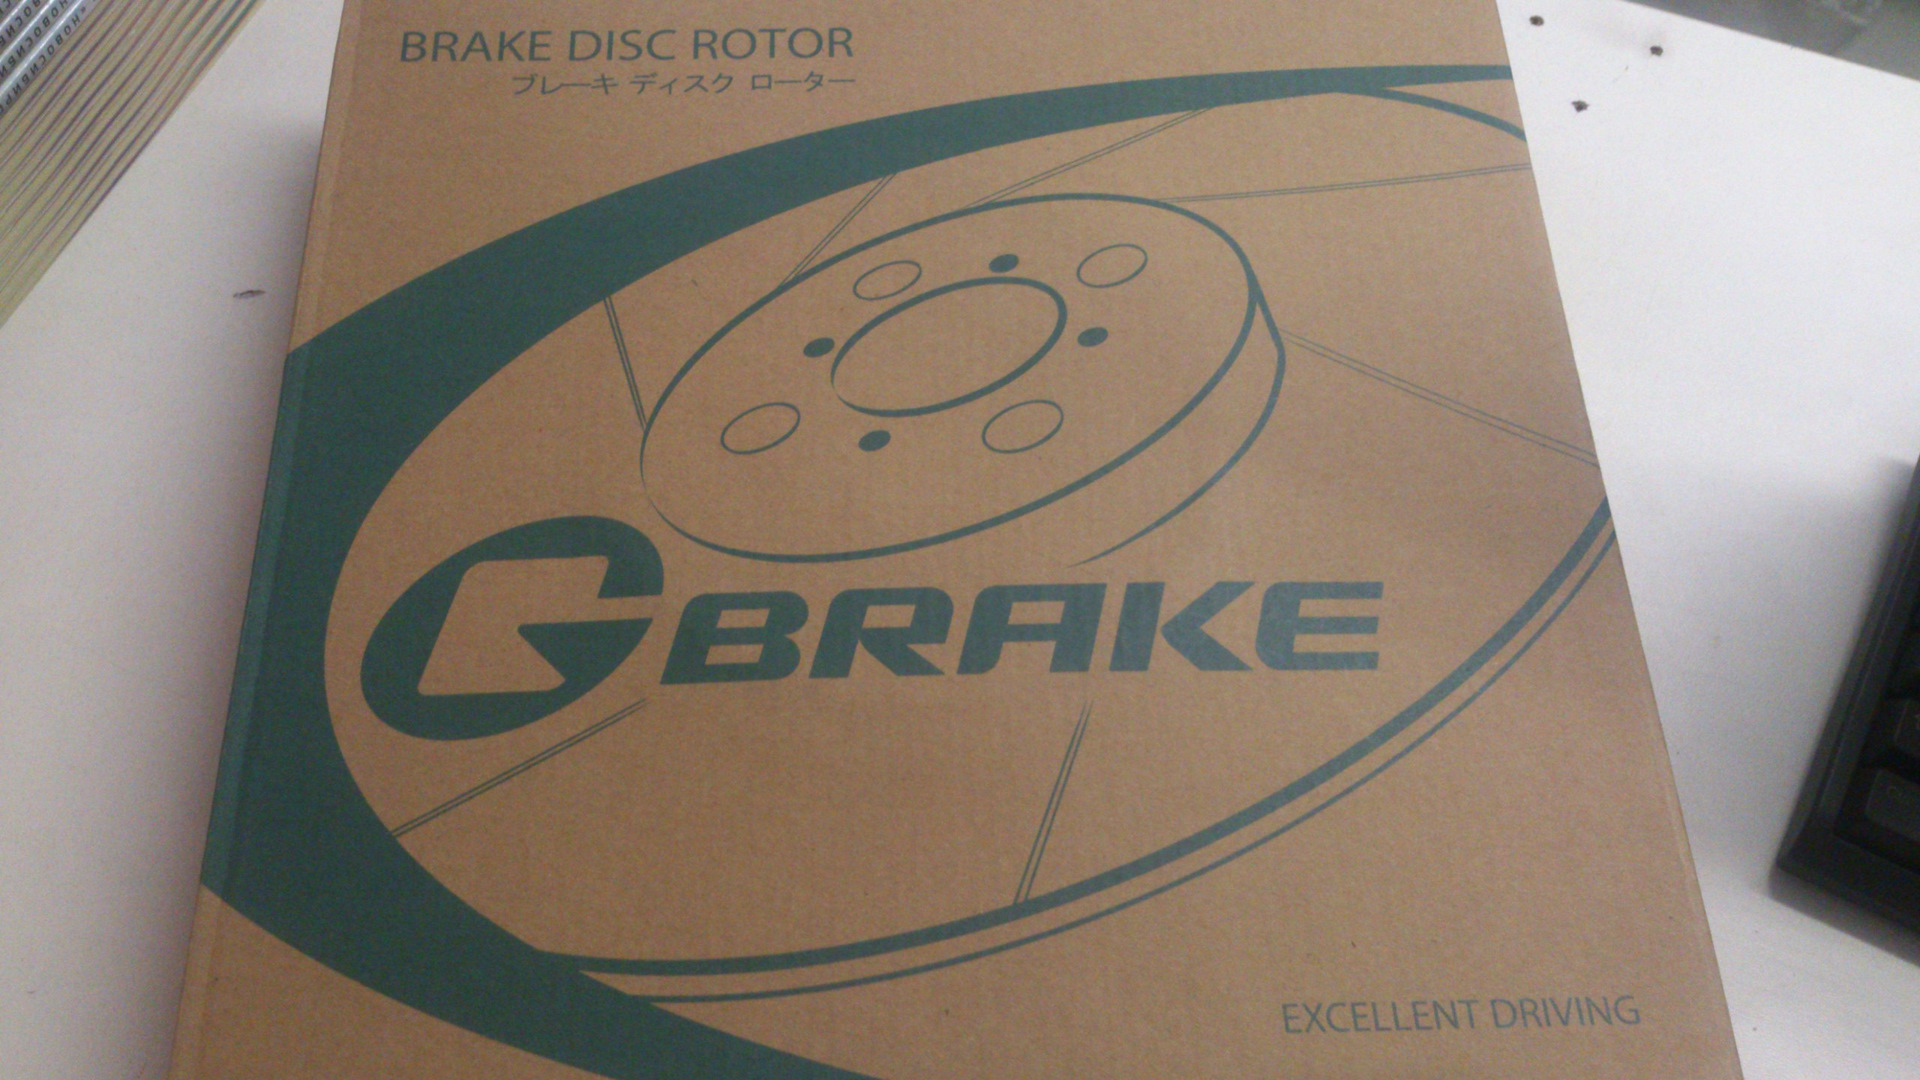 BRAKE DISC ROTOR
ブレーキ ディスク ローター
GBRAKE
EXCELLENT DRIVING